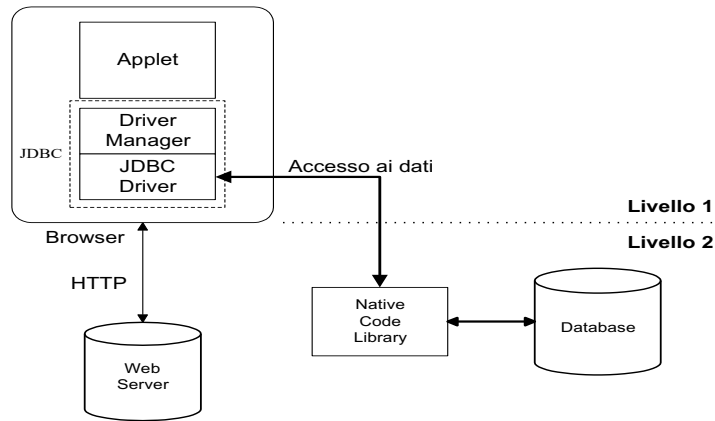 Applet
JDBC
Driver
Manager
JDBC
Driver
Accesso ai dati
Livello 1
Browser
Livello 2
HTTP
Native
Code
Library
Database
Web
Server